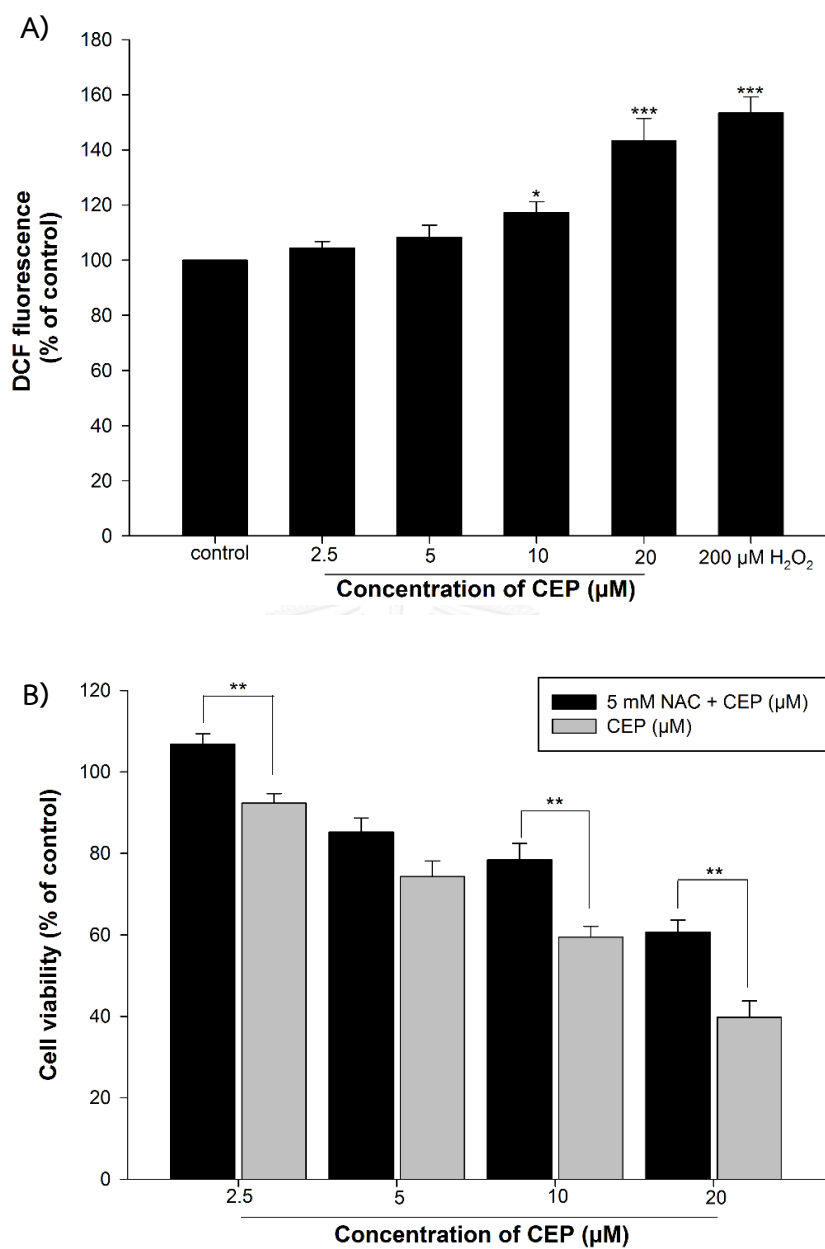 A)
180
160
140
120
100
80
60
40
20
0
DCF fluorescence
(% of control)
*
***
***
control 2.5 5 10 20 200 µM H₂O₂
Concentration of CEP (µM)
B)
120
100
80
60
40
20
0
Cell viability (% of control)
5 mM NAC + CEP (µM)
CEP (µM)
**
**
**
2.5 5 10 20
Concentration of CEP (µM)